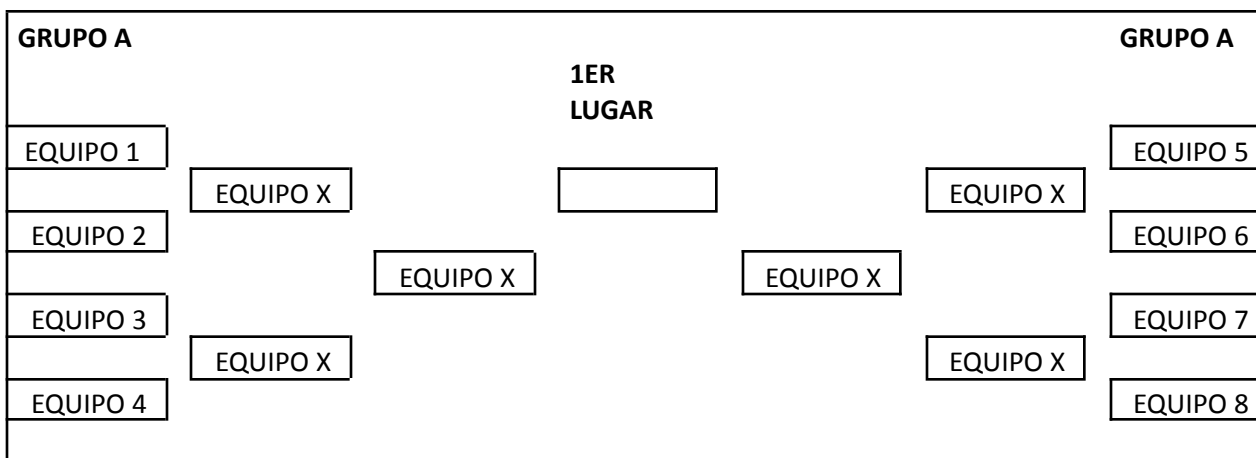 GRUPO A
GRUPO A
1ER
LUGAR
EQUIPO 1
EQUIPO 5
EQUIPO X
EQUIPO X
EQUIPO 2
EQUIPO 6
EQUIPO X
EQUIPO X
EQUIPO 3
EQUIPO 7
EQUIPO X
EQUIPO X
EQUIPO 4
EQUIPO 8